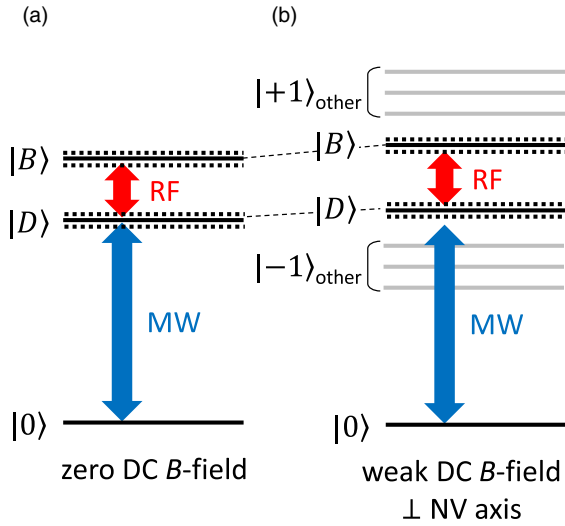 (a)
(b)
|+1⟩other
|B⟩
|B⟩
RF
RF
|D⟩
|D⟩
|−1⟩other
MW
MW
|0⟩
|0⟩
zero DC B-field
weak DC B-field
⊥ NV axis